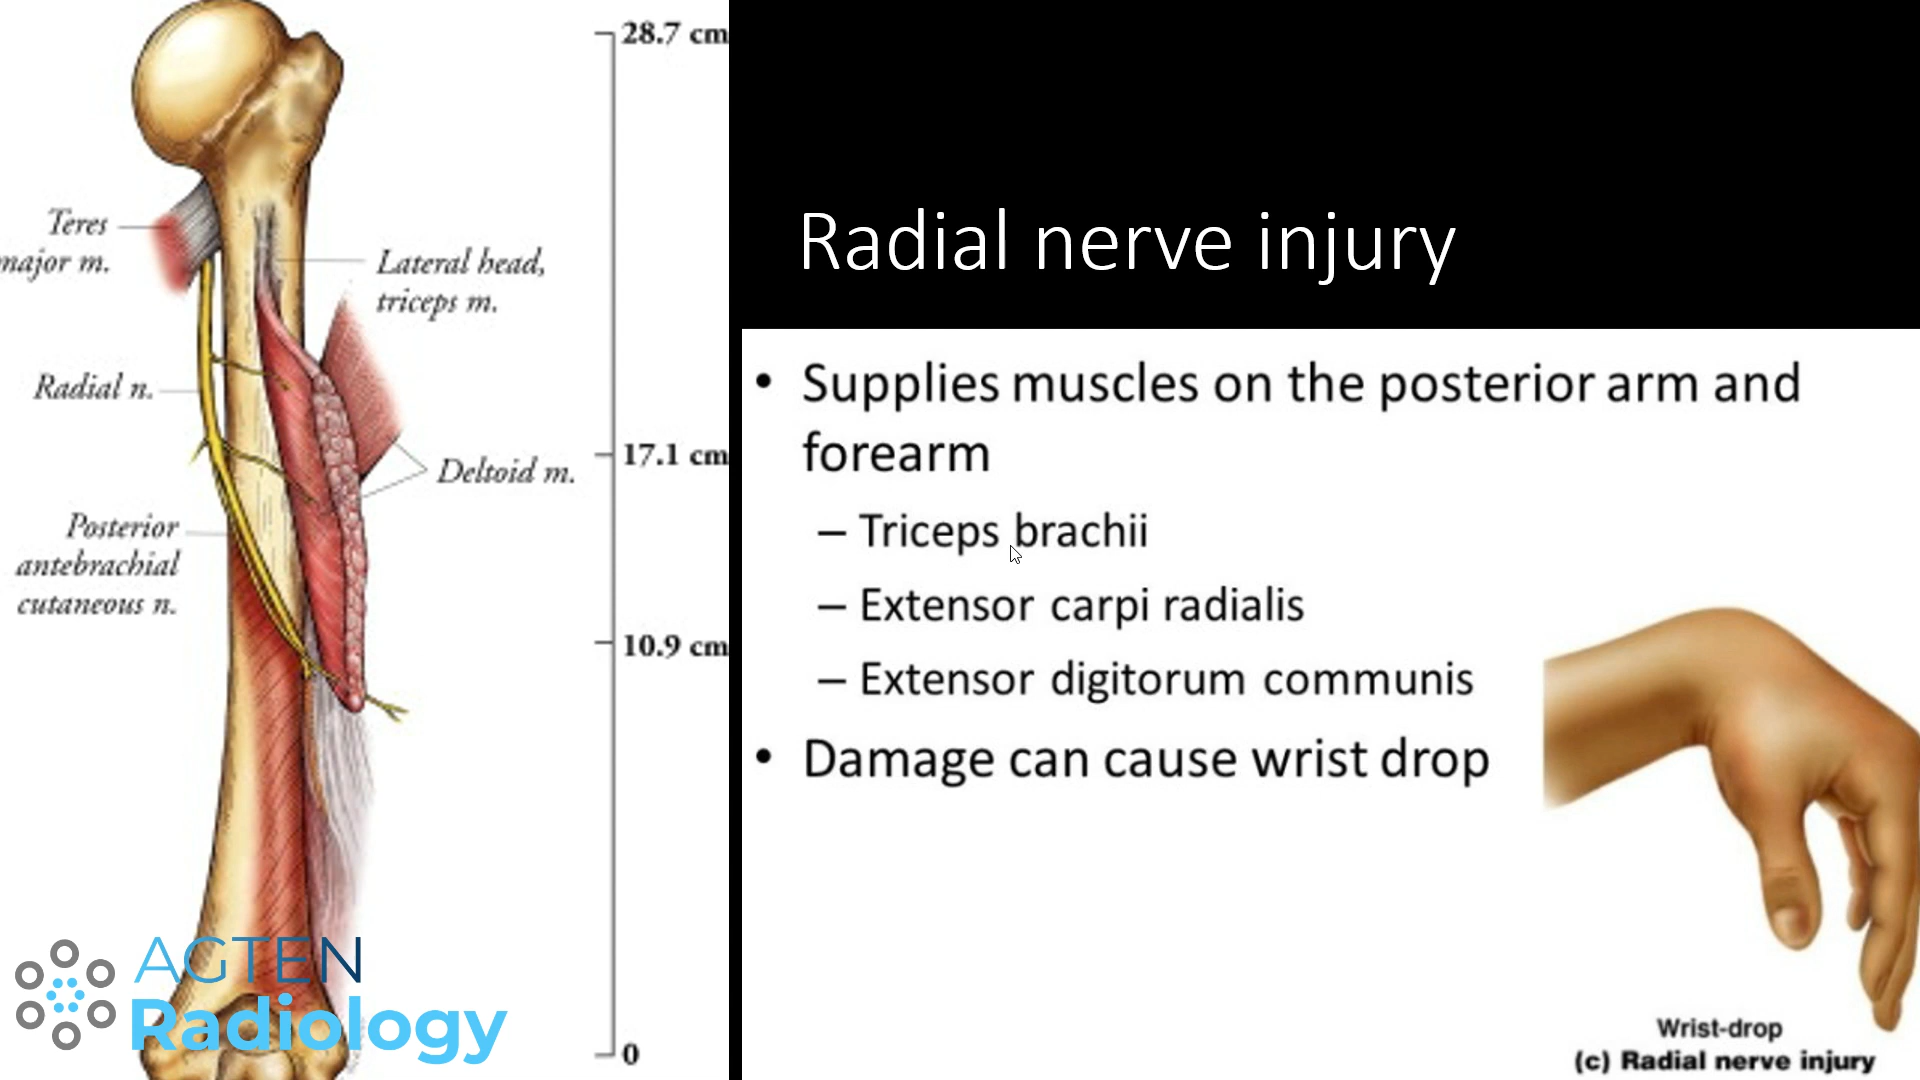 28.7 cm
Teres
major m.
Lateral head,
triceps m.
Radial n.
17.1 cm
Deltoid m.
Posterior
antebrachial
cutaneous n.
10.9 cm
0
AGTEN
Radiology
Radial nerve injury
• Supplies muscles on the posterior arm and
forearm
– Triceps brachii
– Extensor carpi radialis
– Extensor digitorum communis
• Damage can cause wrist drop
Wrist-drop
(c) Radial nerve injury